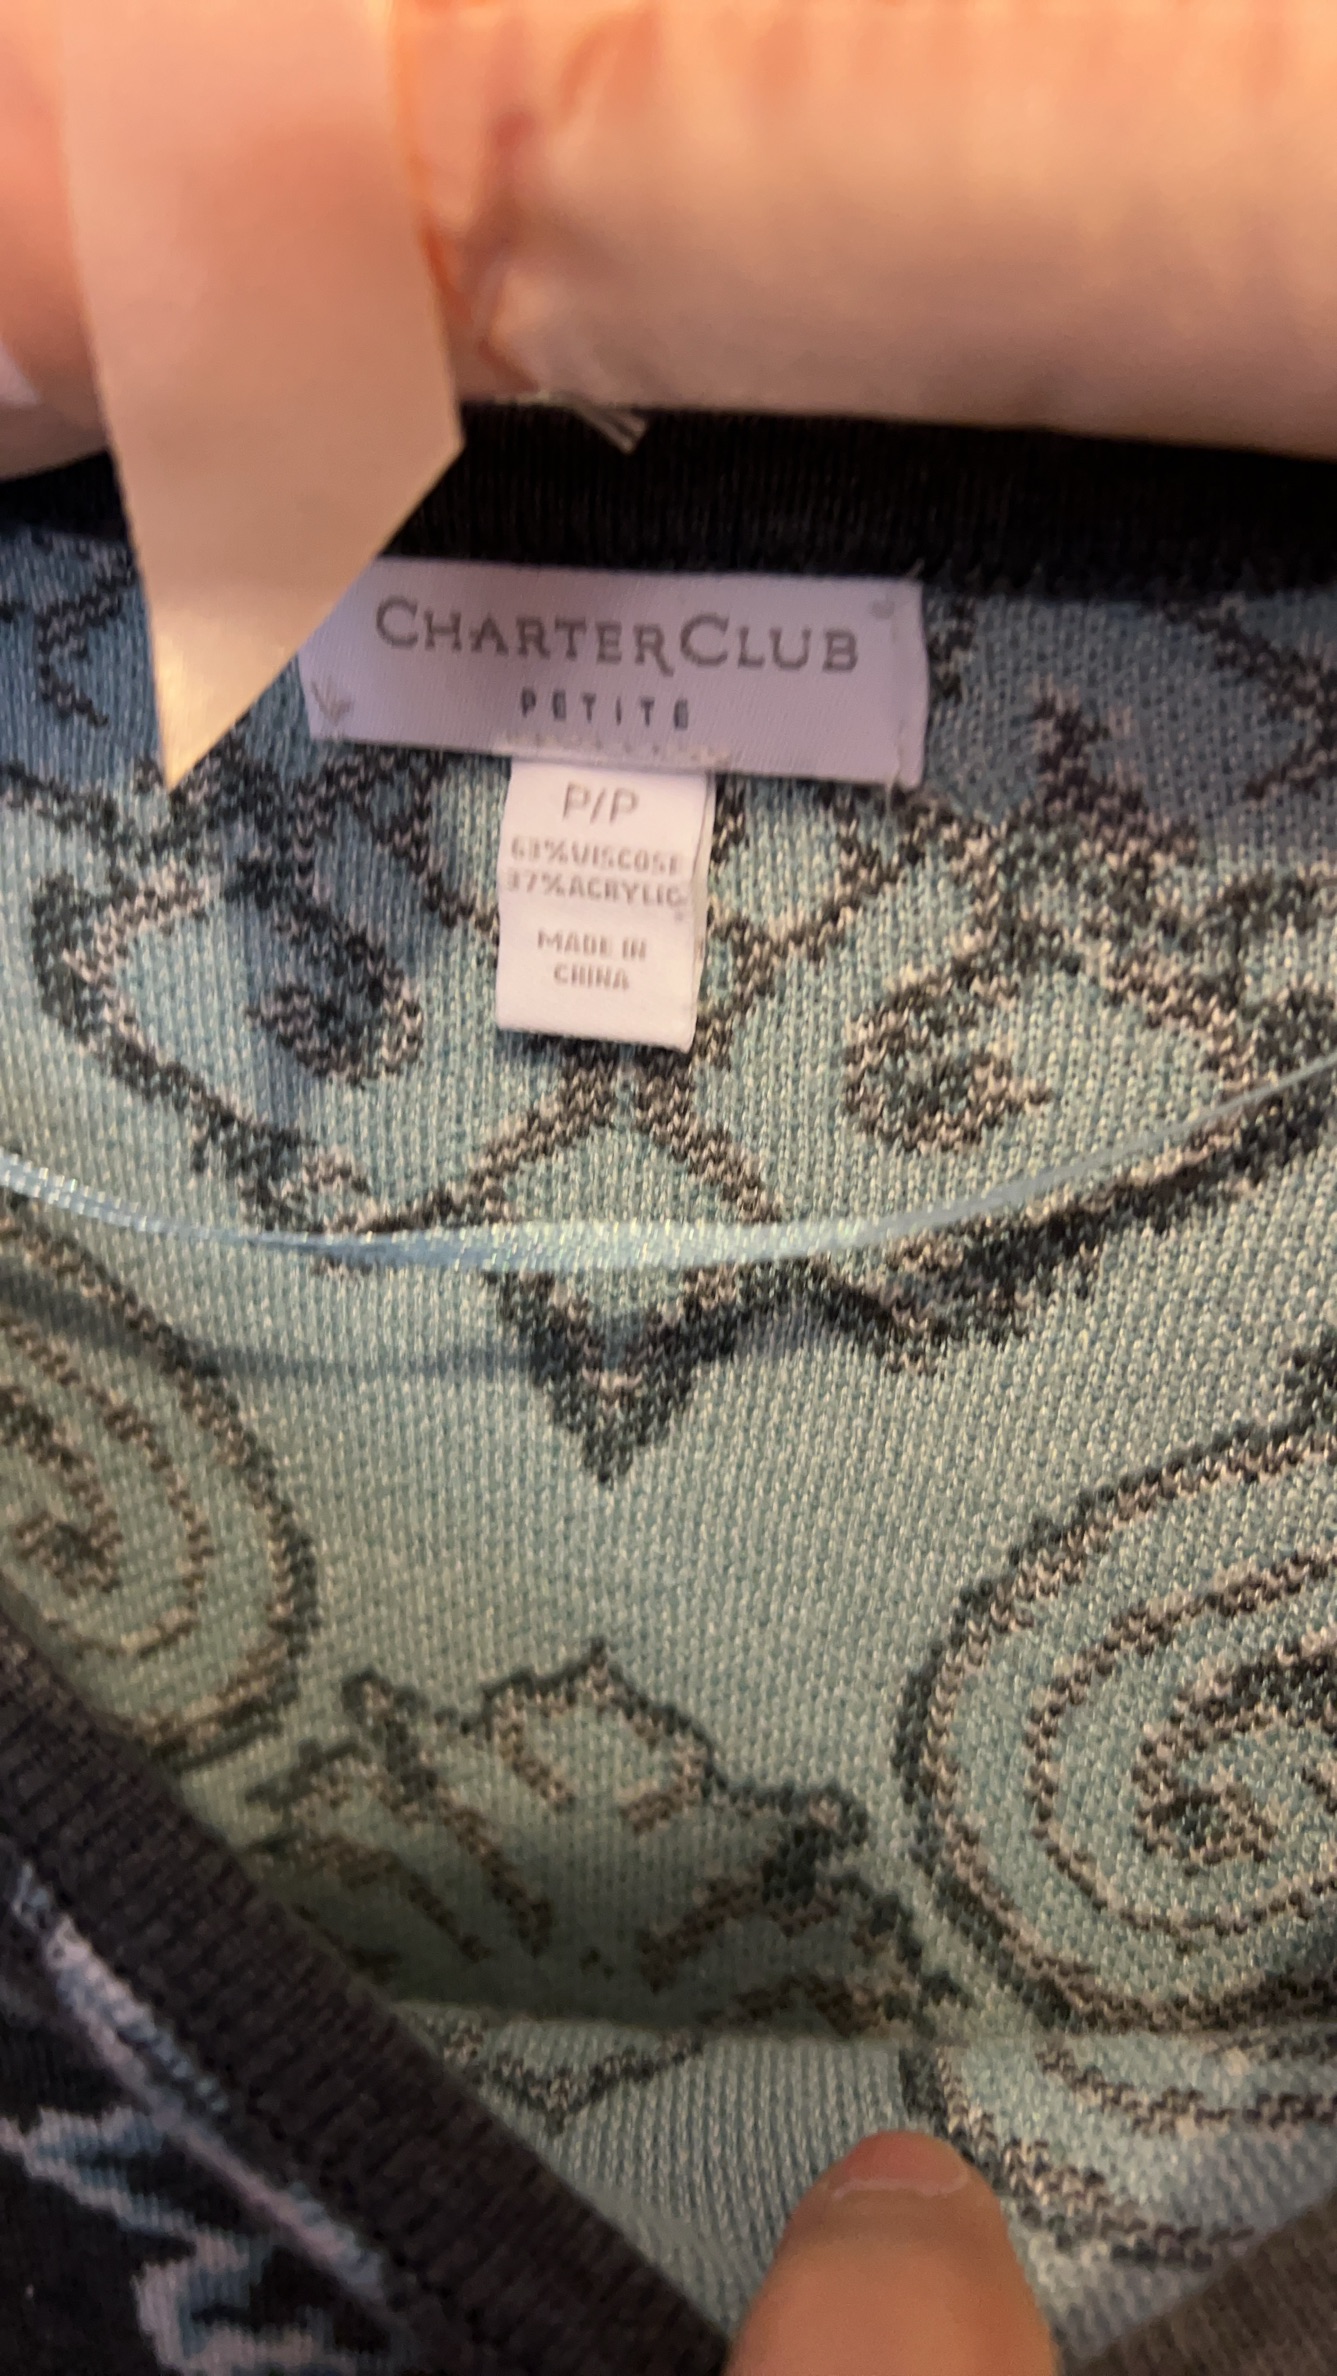 CHARTER CLUB
PETITE
P/P
63%VISCOSE
37%ACRYLIC
MADE IN
CHINA